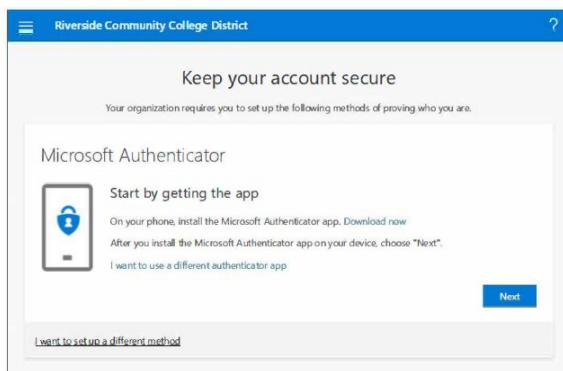 Riverside Community College District
?
Keep your account secure
Your organization requires you to set up the following methods of proving who you are.
Microsoft Authenticator
Start by getting the app
On your phone, install the Microsoft Authenticator app. Download now
After you install the Microsoft Authenticator app on your device, choose "Next".
I want to use a different authenticator app
Next
I want to set up a different method